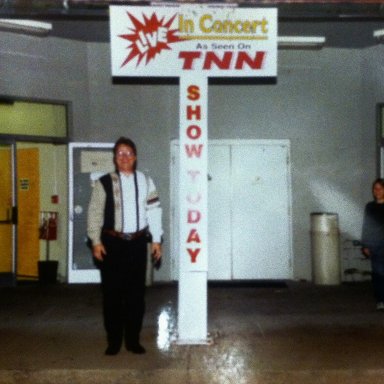 LIVE
In Concert
As Seen On
TNN
SHOW TODAY